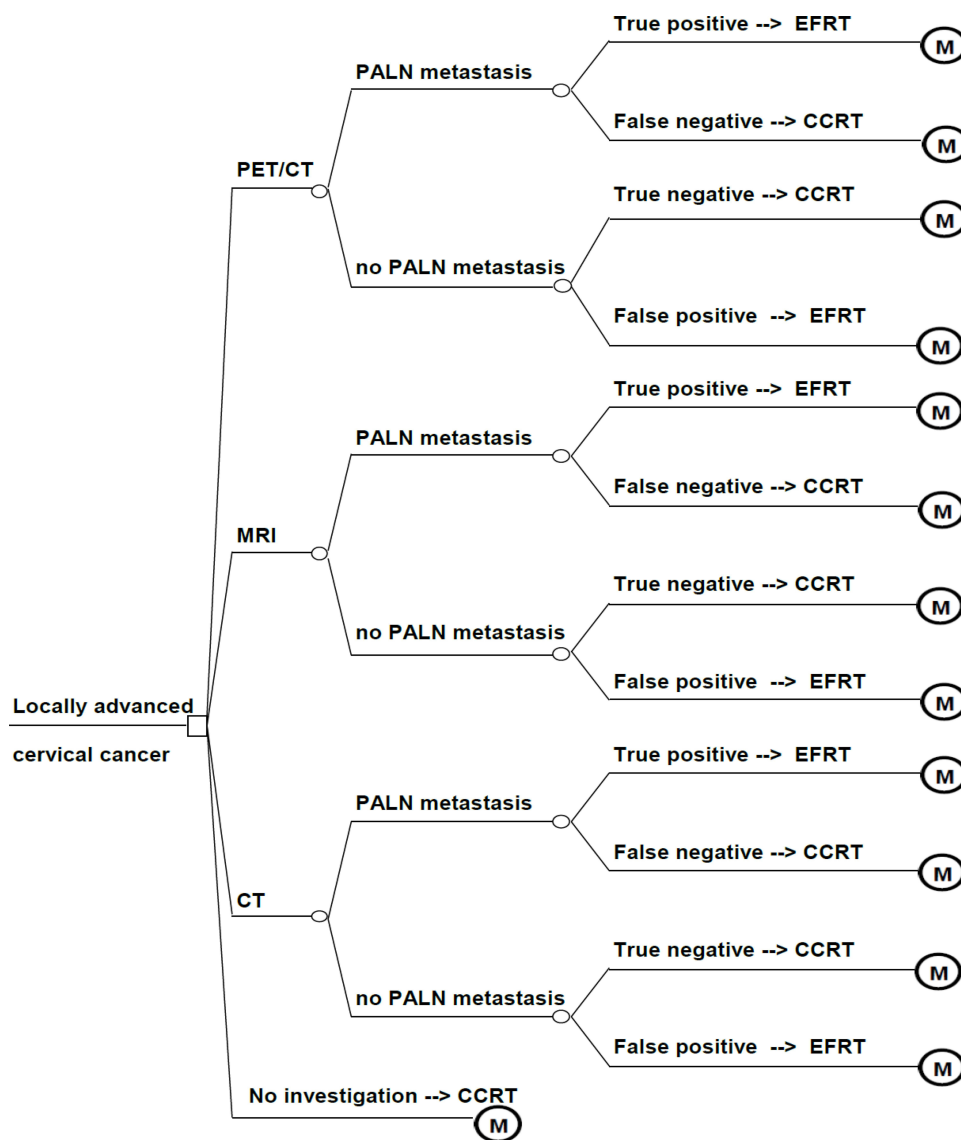 True positive --> EFRT
M
PALN metastasis
False negative --> CCRT
M
PET/CT
True negative --> CCRT
M
no PALN metastasis
False positive --> EFRT
M
True positive --> EFRT
M
PALN metastasis
False negative --> CCRT
M
MRI
True negative --> CCRT
M
no PALN metastasis
False positive --> EFRT
M
Locally advanced
cervical cancer
True positive --> EFRT
M
PALN metastasis
False negative --> CCRT
M
CT
True negative --> CCRT
M
no PALN metastasis
False positive --> EFRT
M
No investigation --> CCRT
M